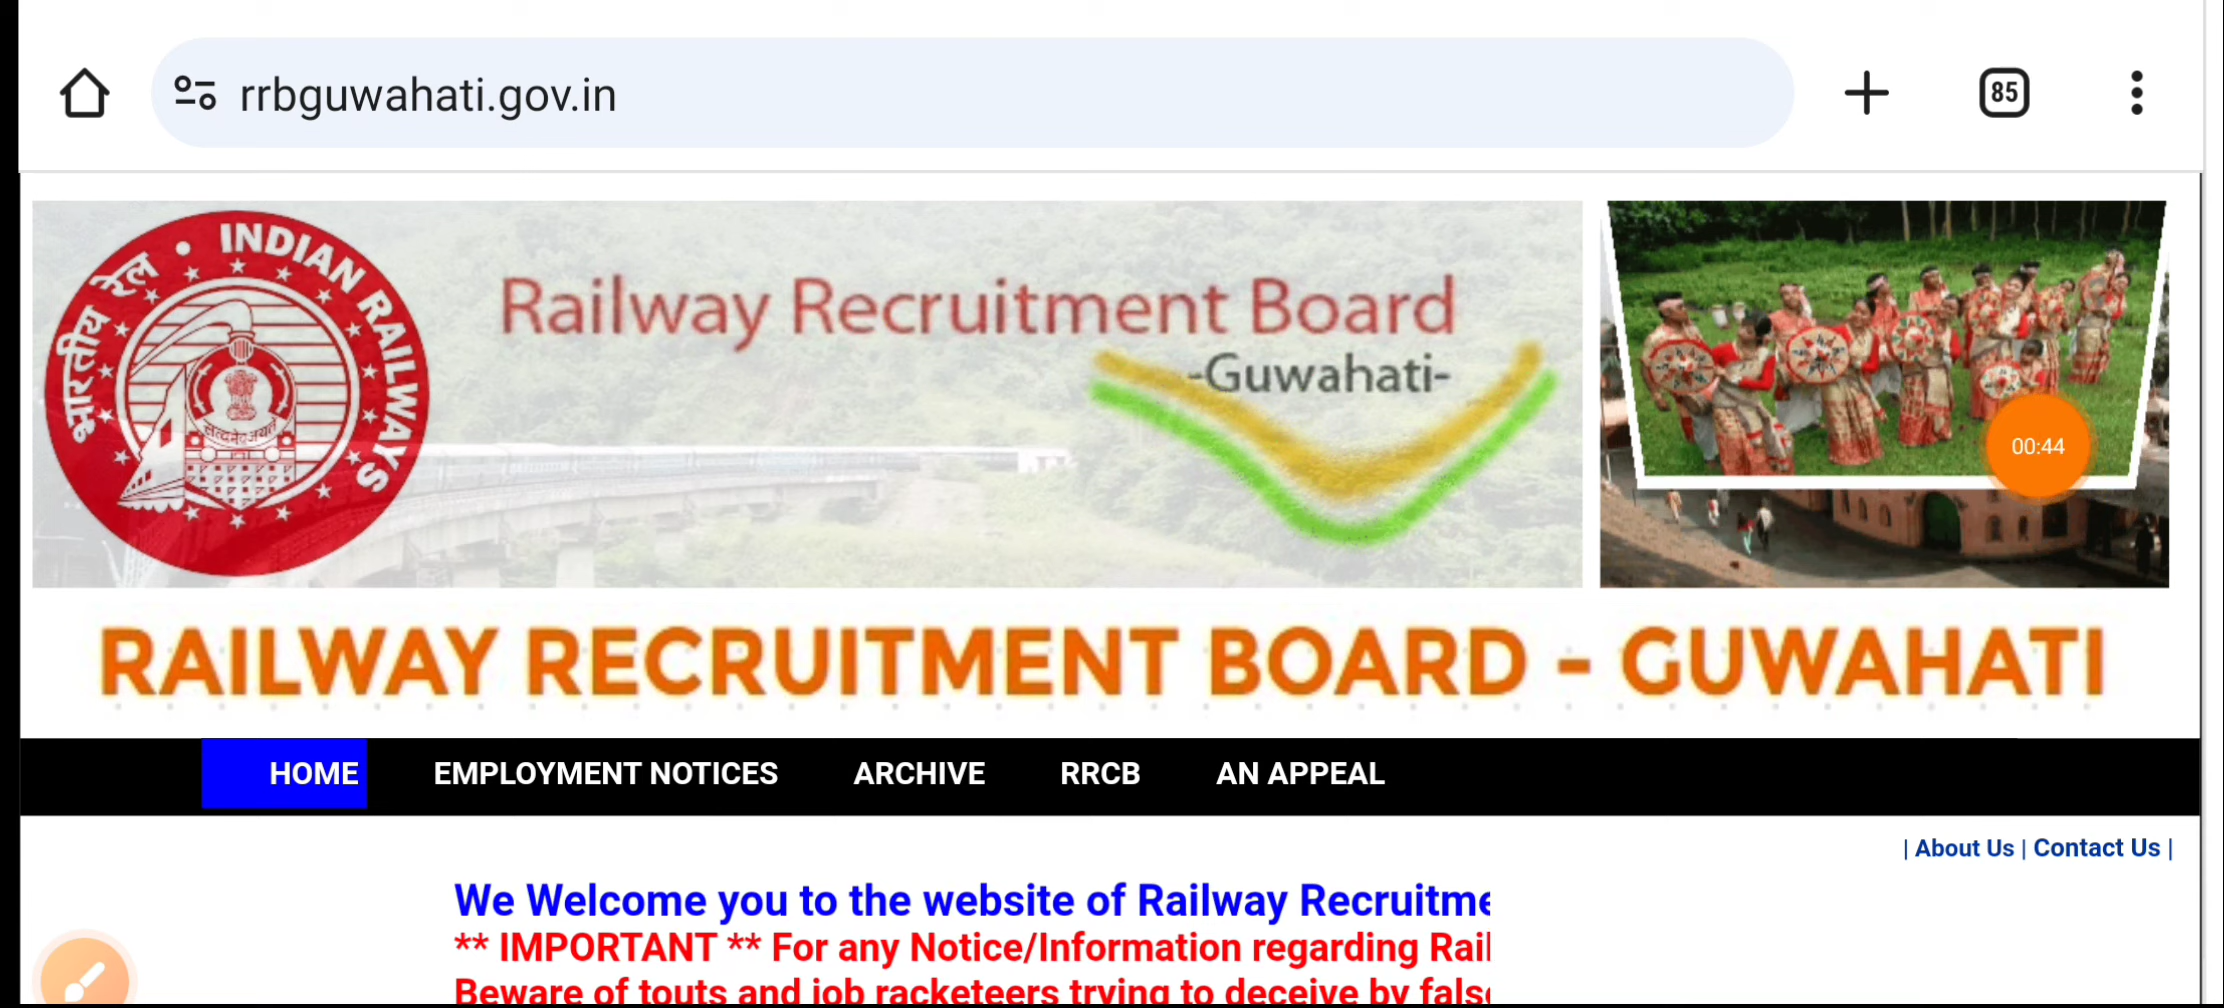 rrbguwahati.gov.in
85
भारतीय रेल • INDIAN RAILWAYS
सत्यमेव जयते
Railway Recruitment Board
-Guwahati-
00:44
RAILWAY RECRUITMENT BOARD - GUWAHATI
HOME EMPLOYMENT NOTICES ARCHIVE RRCB AN APPEAL
| About Us | Contact Us |
We Welcome you to the website of Railway Recruitme
** IMPORTANT ** For any Notice/Information regarding Rail
Beware of touts and job racketeers trying to deceive by false